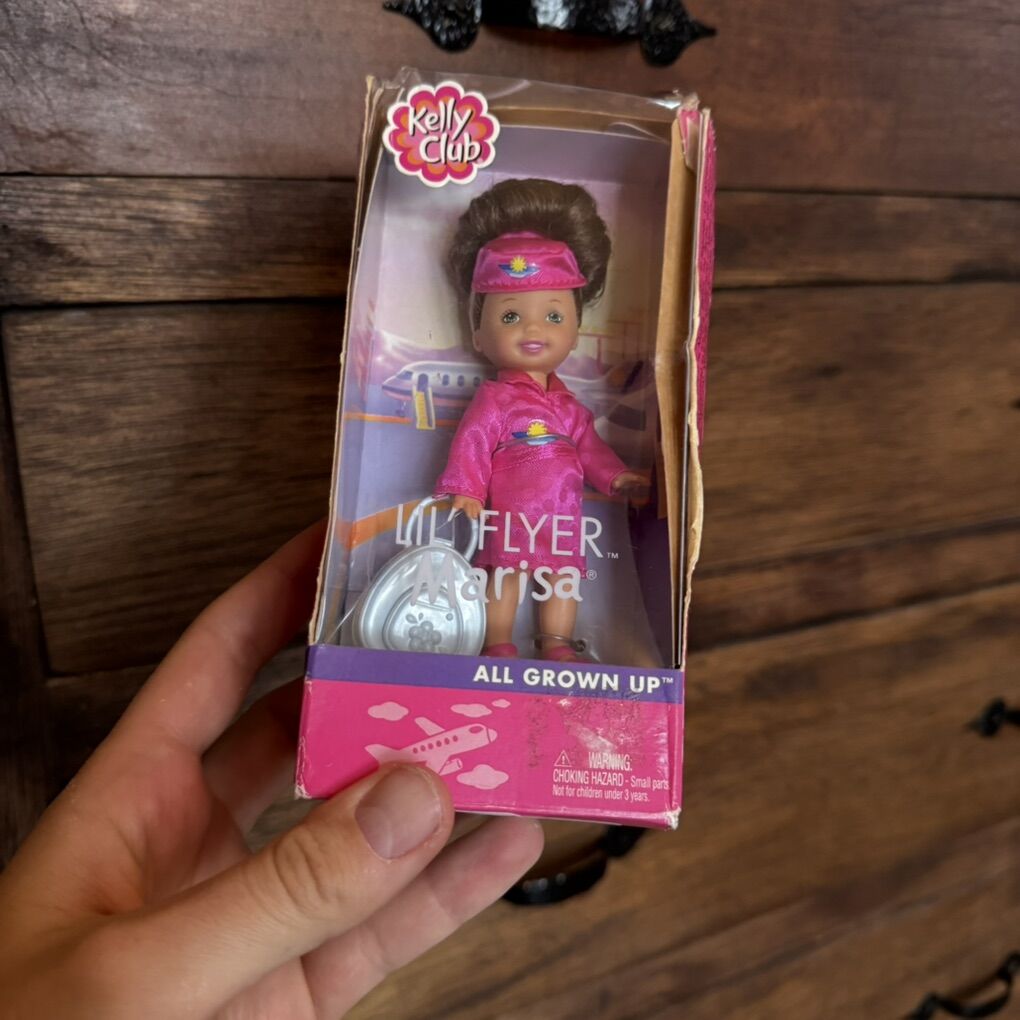 Kelly
Club
LIL' FLYER™
Marisa®
ALL GROWN UP™
WARNING:
CHOKING HAZARD - Small parts
Not for children under 3 years.